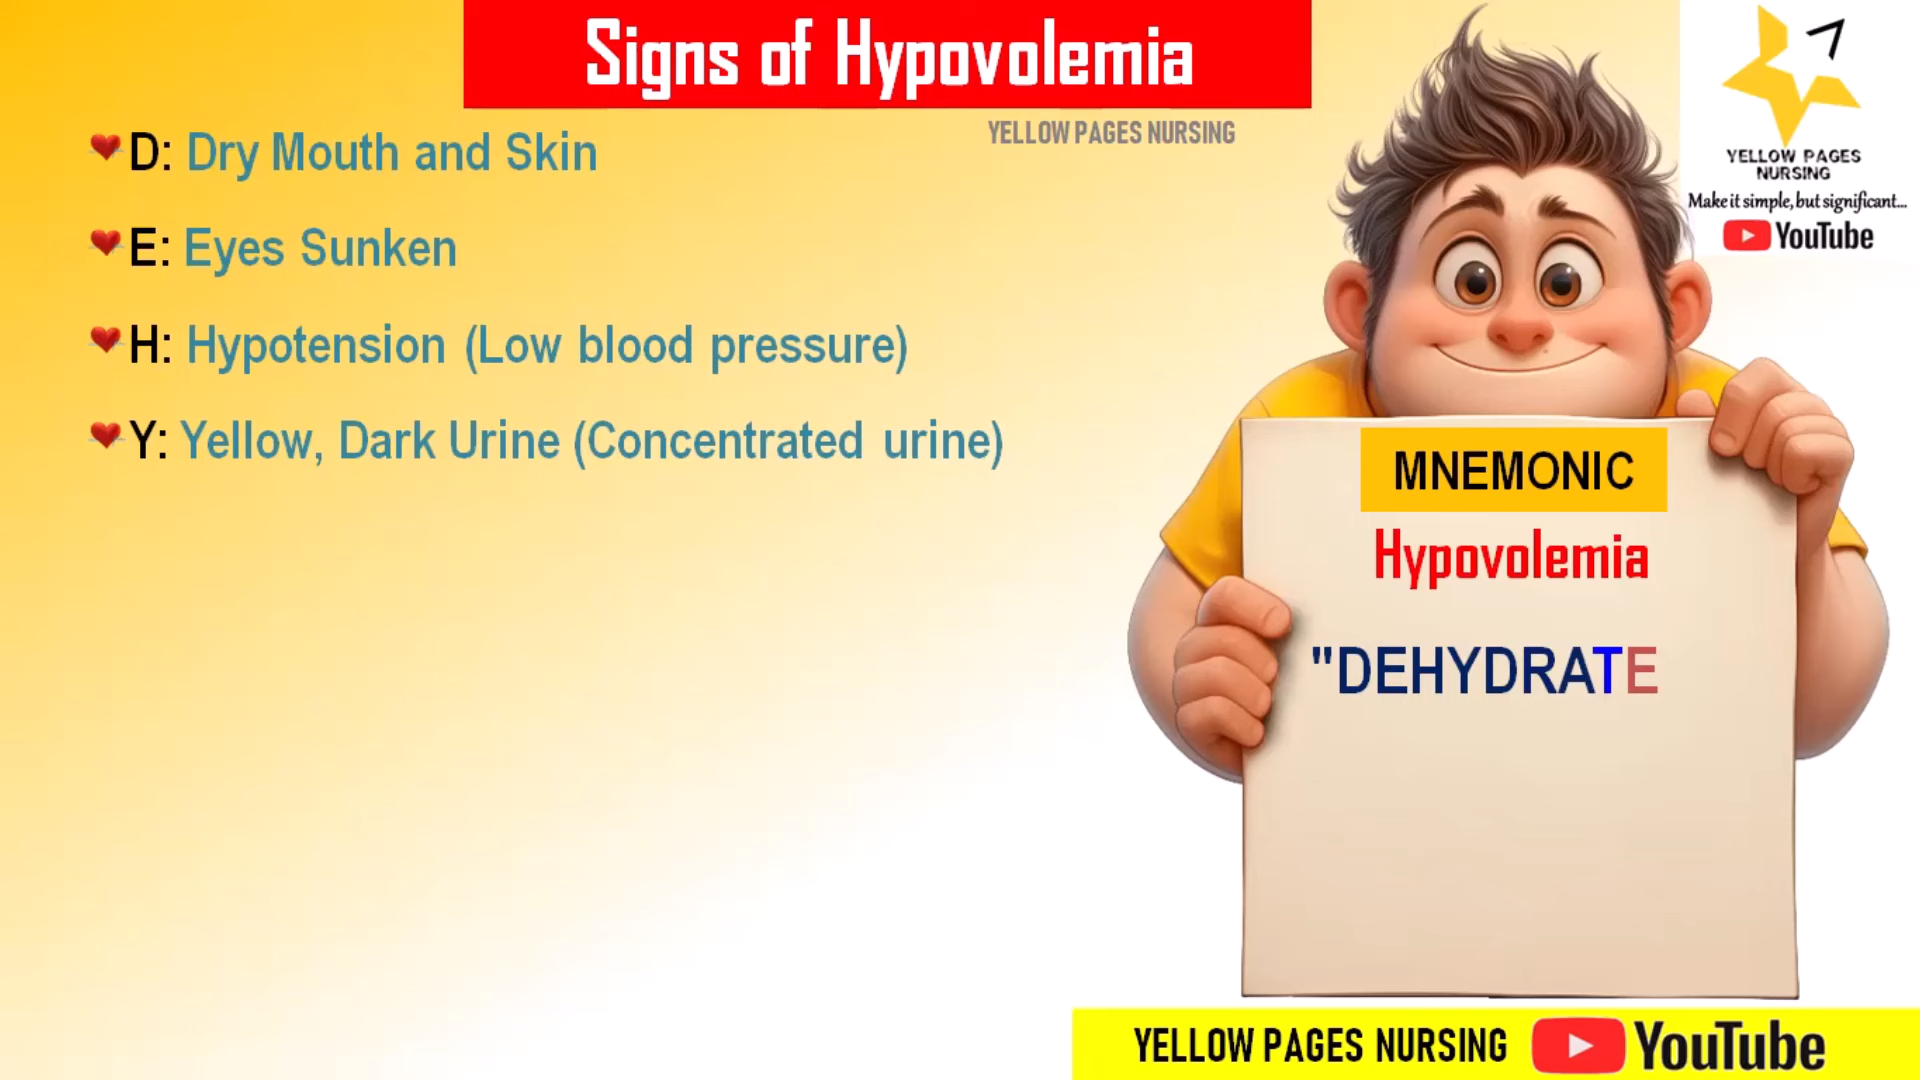 Signs of Hypovolemia
YELLOW PAGES NURSING
D: Dry Mouth and Skin
E: Eyes Sunken
H: Hypotension (Low blood pressure)
Y: Yellow, Dark Urine (Concentrated urine)
YELLOW PAGES
NURSING
Make it simple, but significant...
YouTube
MNEMONIC
Hypovolemia
"DEHYDRATE
YELLOW PAGES NURSING YouTube